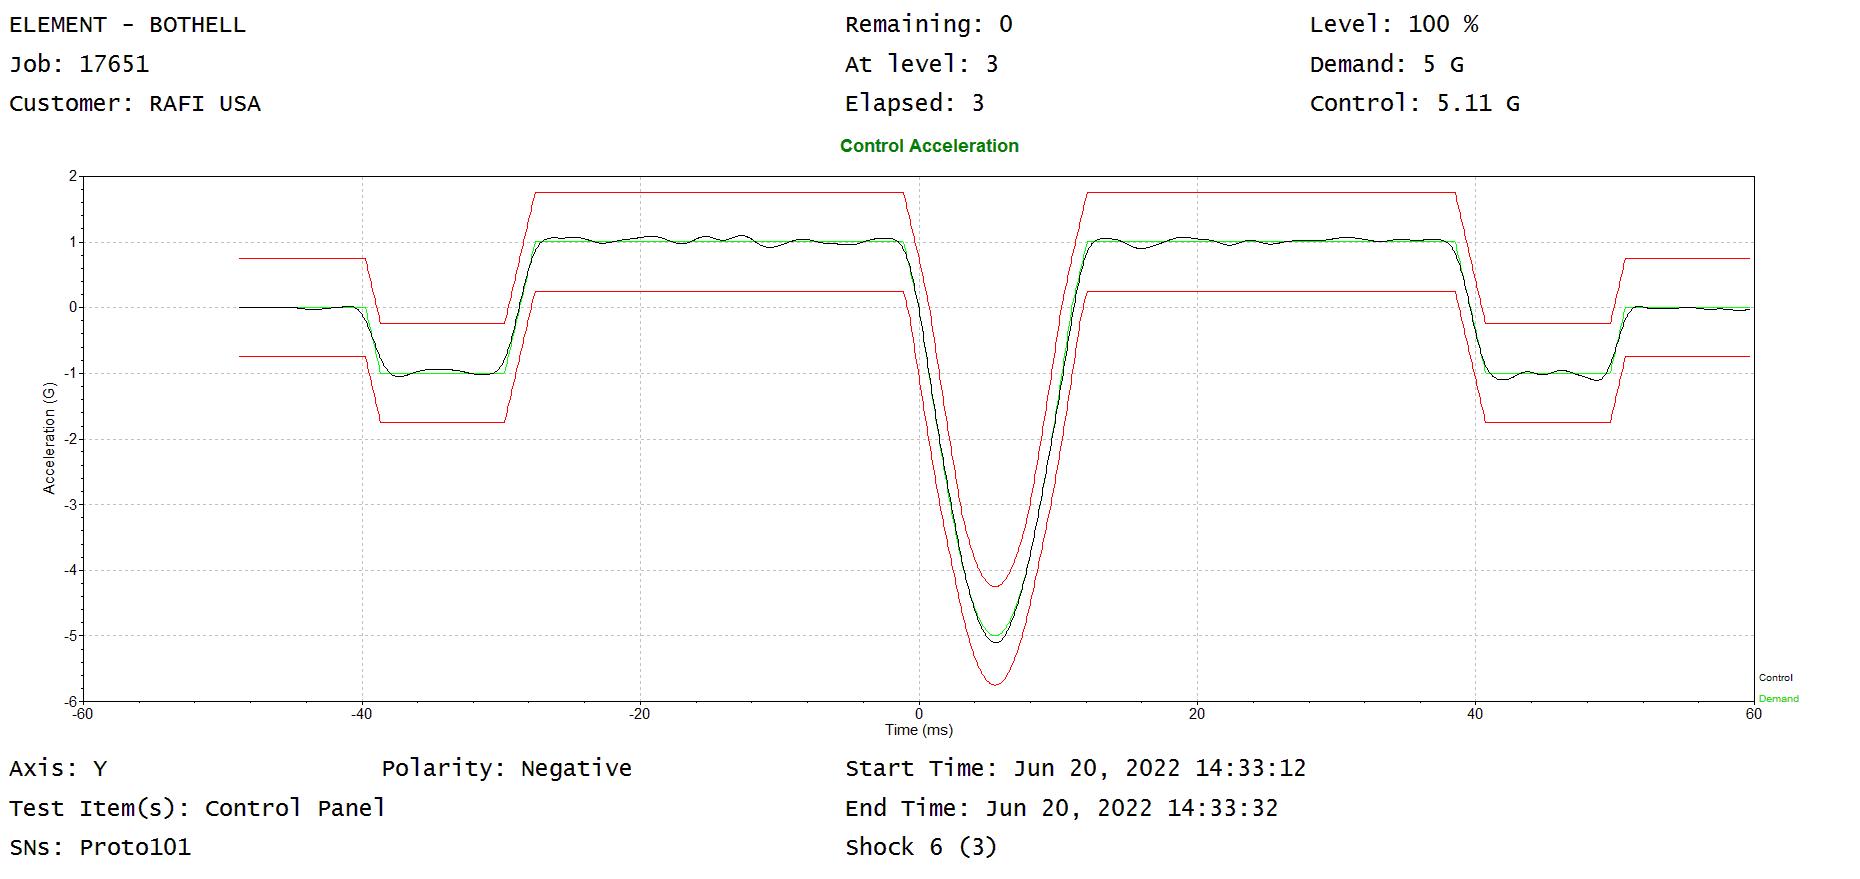 ELEMENT - BOTHELL
Remaining: 0
Level: 100 %
Job: 17651
At level: 3
Demand: 5 G
Customer: RAFI USA
Elapsed: 3
Control: 5.11 G
Control Acceleration
2
1
0
-1
-2
-3
-4
-5
-6
Acceleration (G)
-60
-40
-20
0
20
40
60
Time (ms)
Control
Demand
Axis: Y
Polarity: Negative
Start Time: Jun 20, 2022 14:33:12
Test Item(s): Control Panel
End Time: Jun 20, 2022 14:33:32
SNs: Proto101
Shock 6 (3)